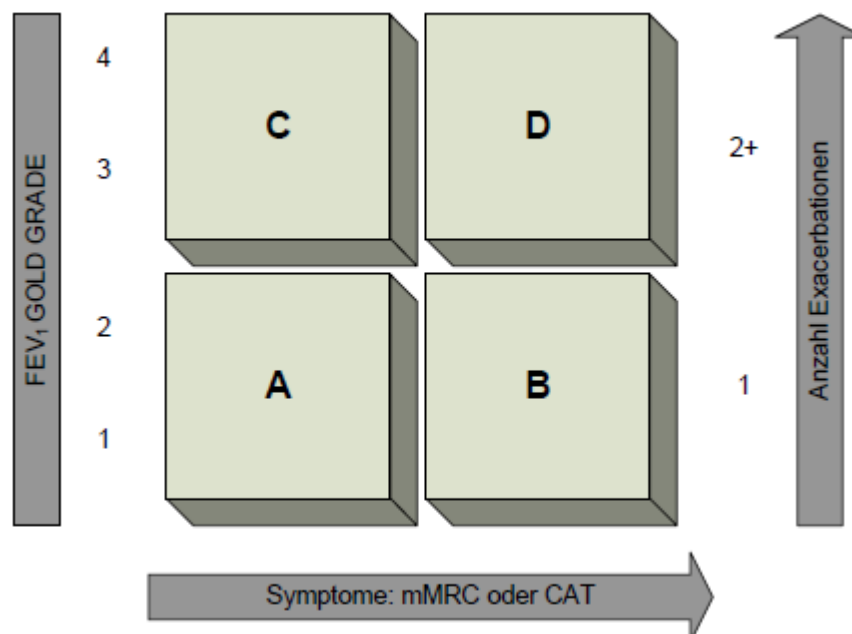 FEV₁ GOLD GRADE
4
3
2
1
C
D
A
B
2+
1
Anzahl Exacerbationen
Symptome: mMRC oder CAT